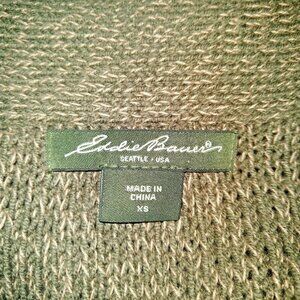 Eddie Bauer®
SEATTLE • USA
MADE IN
CHINA
XS